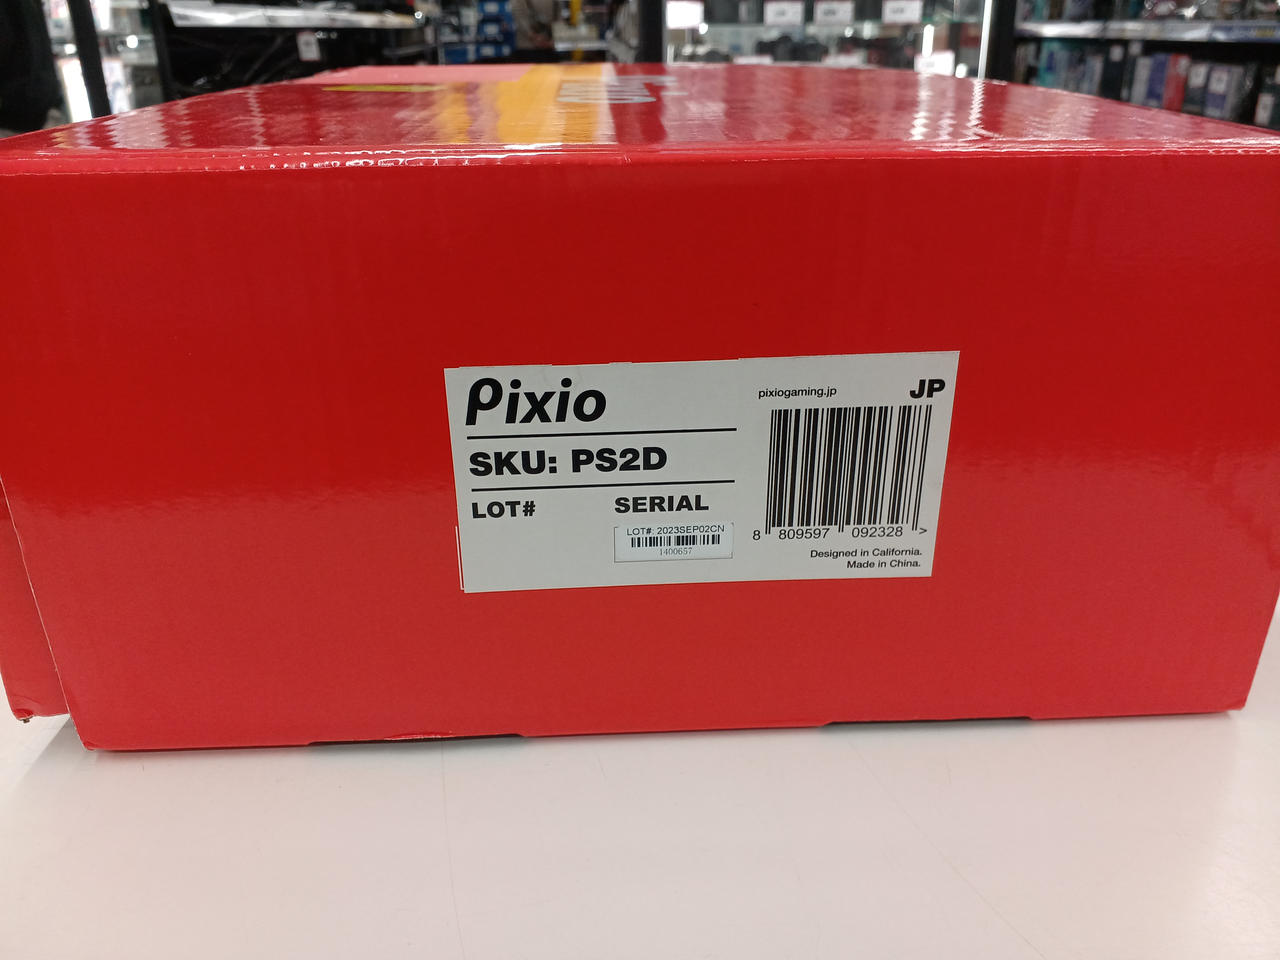 Pixio
SKU: PS2D
LOT#
SERIAL
LOT#: 2023SEP02CN
1400657
pixiogaming.jp
JP
8 809597 092328 >
Designed in California.
Made in China.